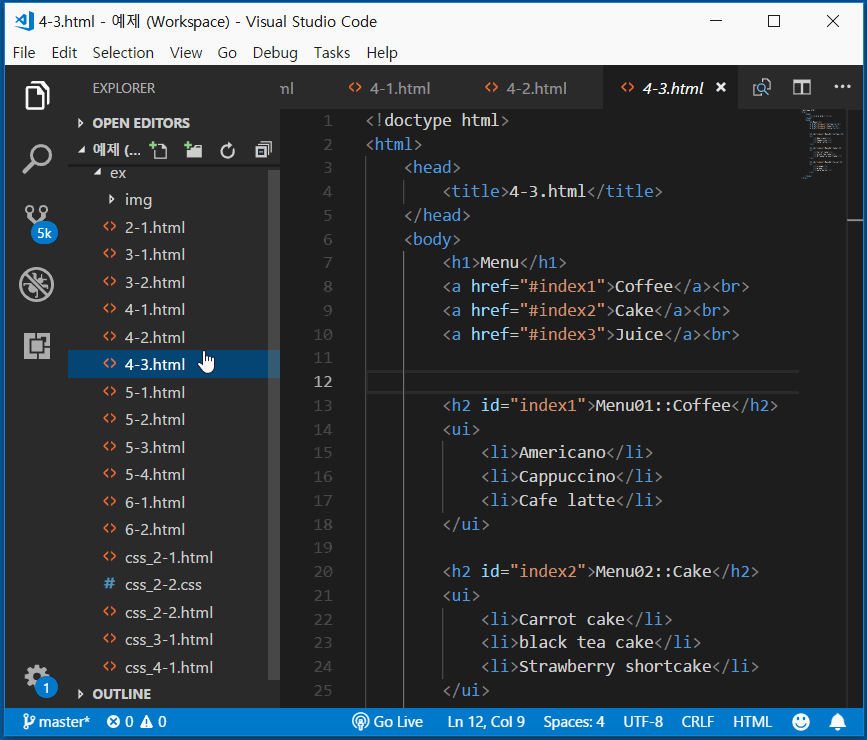 4-3.html - 예제 (Workspace) - Visual Studio Code
File Edit Selection View Go Debug Tasks Help
EXPLORER
ml 4-1.html 4-2.html 4-3.html
OPEN EDITORS
예제 (...
ex
img
2-1.html
3-1.html
3-2.html
4-1.html
4-2.html
4-3.html
5-1.html
5-2.html
5-3.html
5-4.html
6-1.html
6-2.html
css_2-1.html
# css_2-2.css
css_2-2.html
css_3-1.html
css_4-1.html
OUTLINE
5k
1
1 <!doctype html>
2 <html>
3 <head>
4 <title>4-3.html</title>
5 </head>
6 <body>
7 <h1>Menu</h1>
8 <a href="#index1">Coffee</a><br>
9 <a href="#index2">Cake</a><br>
10 <a href="#index3">Juice</a><br>
11
12
13 <h2 id="index1">Menu01::Coffee</h2>
14 <ui>
15 <li>Americano</li>
16 <li>Cappuccino</li>
17 <li>Cafe latte</li>
18 </ui>
19
20 <h2 id="index2">Menu02::Cake</h2>
21 <ui>
22 <li>Carrot cake</li>
23 <li>black tea cake</li>
24 <li>Strawberry shortcake</li>
25 </ui>
master* 0 0 Go Live Ln 12, Col 9 Spaces: 4 UTF-8 CRLF HTML